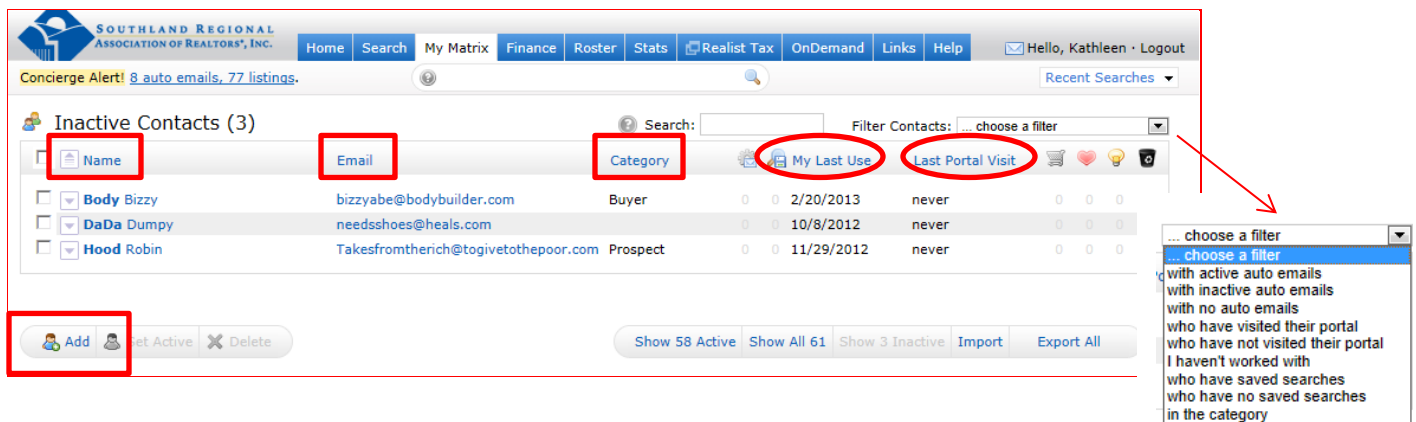 SOUTHLAND REGIONAL
ASSOCIATION OF REALTORS®, INC.
Home Search My Matrix Finance Roster Stats Realist Tax OnDemand Links Help Hello, Kathleen · Logout
Concierge Alert! 8 auto emails, 77 listings. Recent Searches
Inactive Contacts (3) Search: Filter Contacts: ... choose a filter
Name Email Category My Last Use Last Portal Visit
Body Bizzy bizzyabe@bodybuilder.com Buyer 0 0 2/20/2013 never 0 0 0
DaDa Dumpy needsshoes@heals.com 0 0 10/8/2012 never 0 0 0
Hood Robin Takesfromtherich@togivetothepoor.com Prospect 0 0 11/29/2012 never 0 0 0
Add Set Active Delete Show 58 Active Show All 61 Show 3 Inactive Import Export All
... choose a filter
... choose a filter
with active auto emails
with inactive auto emails
with no auto emails
who have visited their portal
who have not visited their portal
I haven't worked with
who have saved searches
who have no saved searches
in the category